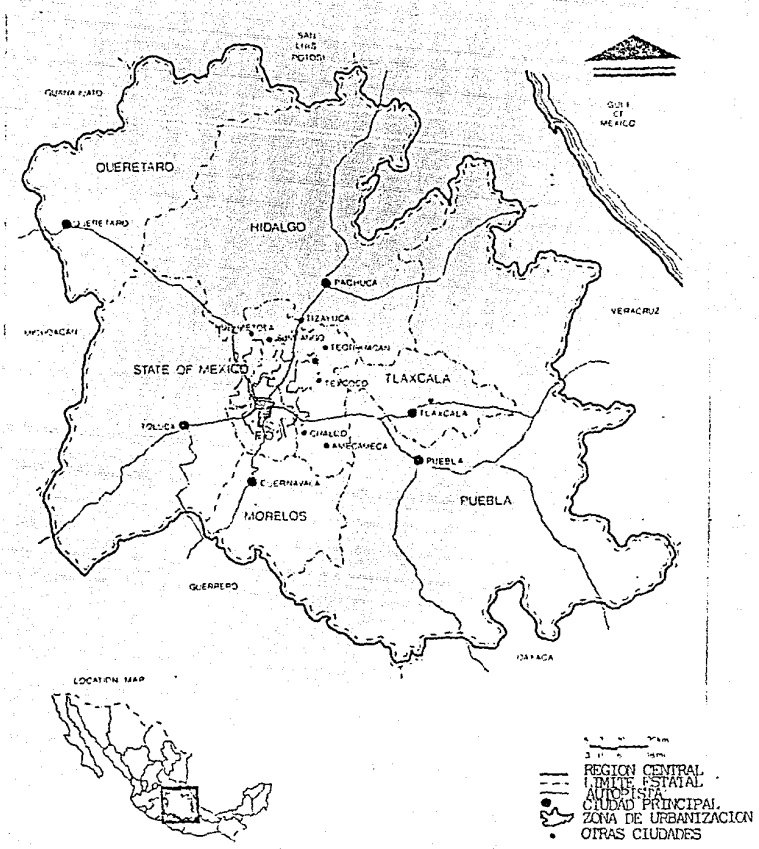 SAN
LUIS
POTOSI
GUANAJUATO
GULF
OF
MEXICO
QUERETARO
QUERETARO
HIDALGO
PACHUCA
VERACRUZ
TIZAYUCA
MICHOACAN
TEOTIHUACAN
STATE OF MEXICO
TLAXCALA
TEXCOCO
TLAXCALA
TOLUCA
CHALCO
AMECAMECA
PUEBLA
CUERNAVACA
PUEBLA
MORELOS
GUERRERO
OAXACA
LOCATION MAP
REGION CENTRAL
LIMITE ESTATAL
AUTOPISTA
CIUDAD PRINCIPAL
ZONA DE URBANIZACION
OTRAS CIUDADES